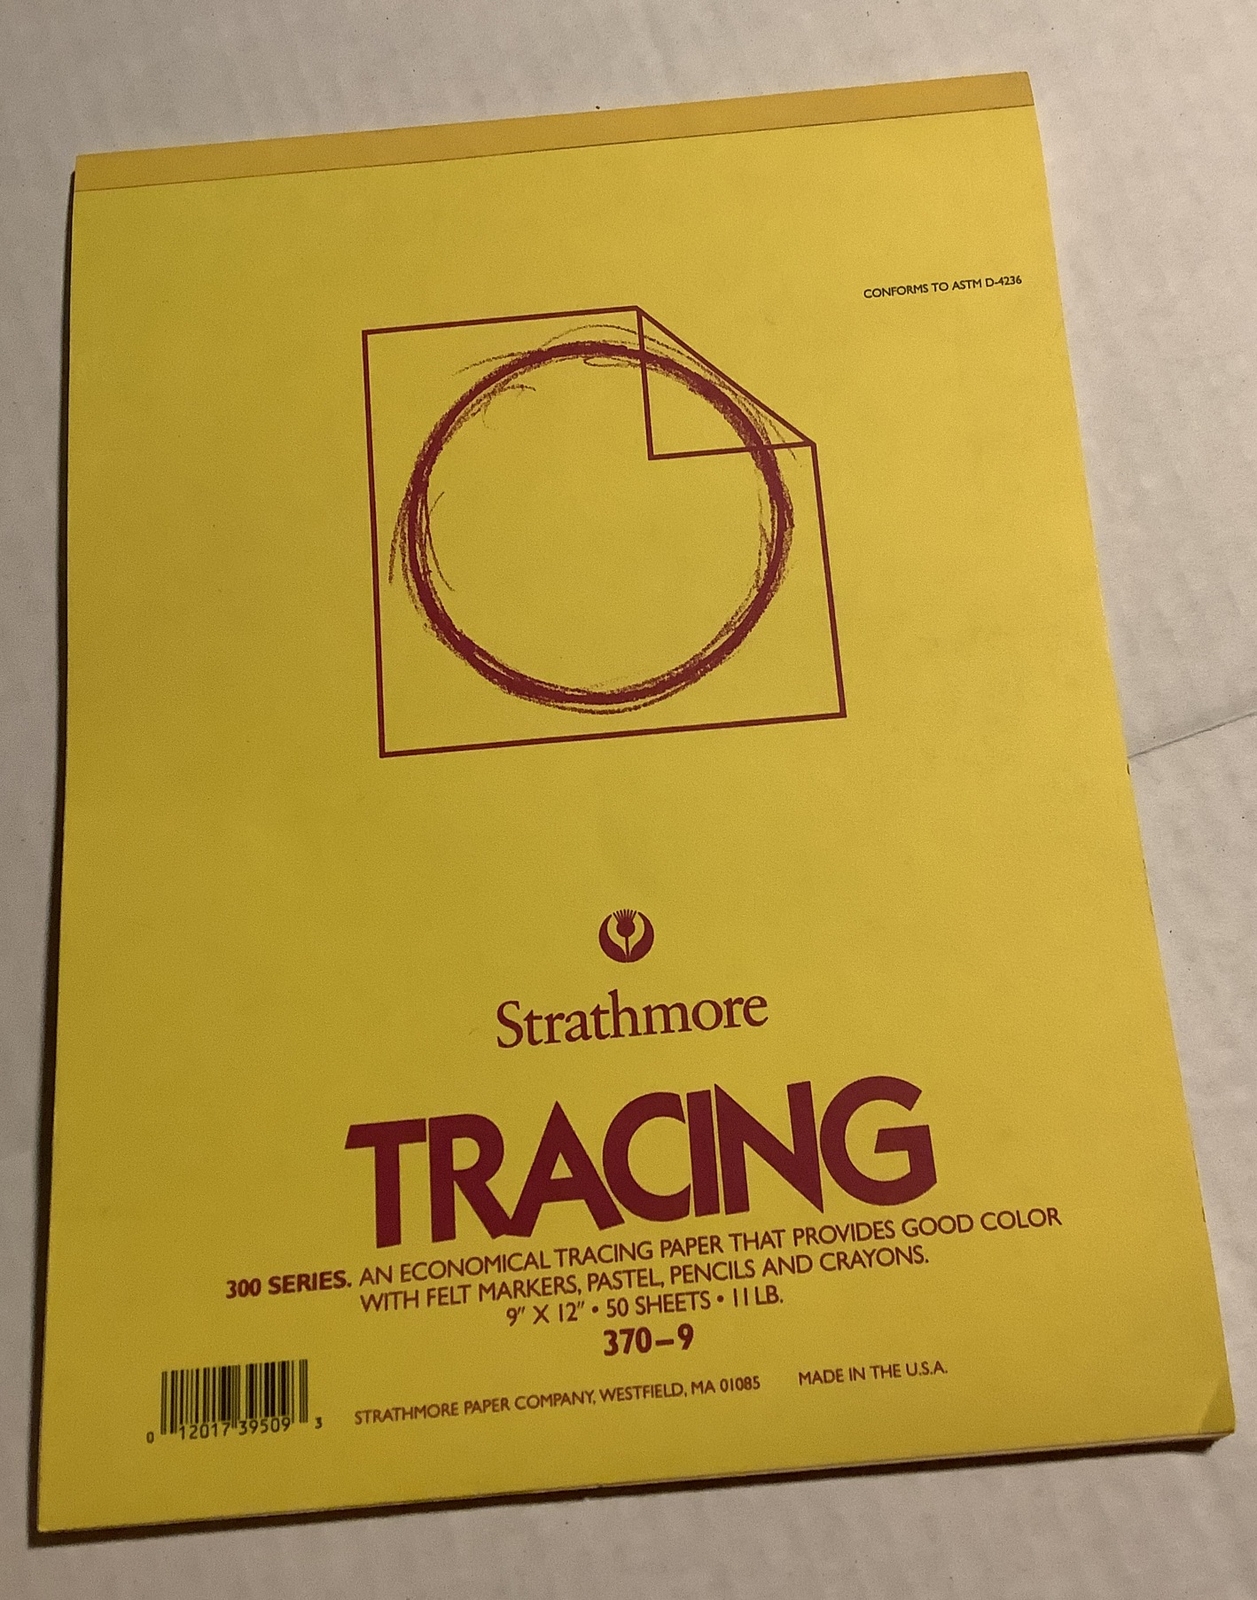 CONFORMS TO ASTM D-4236
Strathmore
TRACING
300 SERIES. AN ECONOMICAL TRACING PAPER THAT PROVIDES GOOD COLOR
WITH FELT MARKERS, PASTEL, PENCILS AND CRAYONS.
9" X 12" • 50 SHEETS • 11 LB.
370–9
STRATHMORE PAPER COMPANY, WESTFIELD, MA 01085 MADE IN THE U.S.A.
0 12017 39509 3